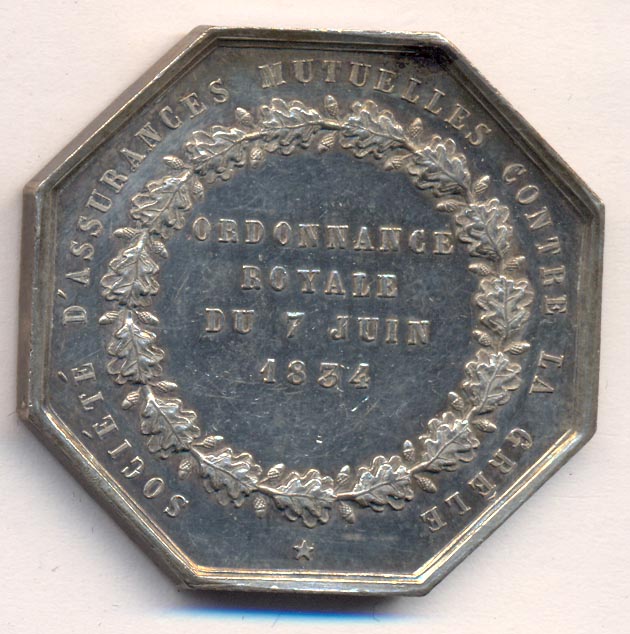 SOCIÉTÉ D'ASSURANCES MUTUELLES CONTRE LA GRÊLE
ORDONNANCE
ROYALE
DU 7 JUIN
1834